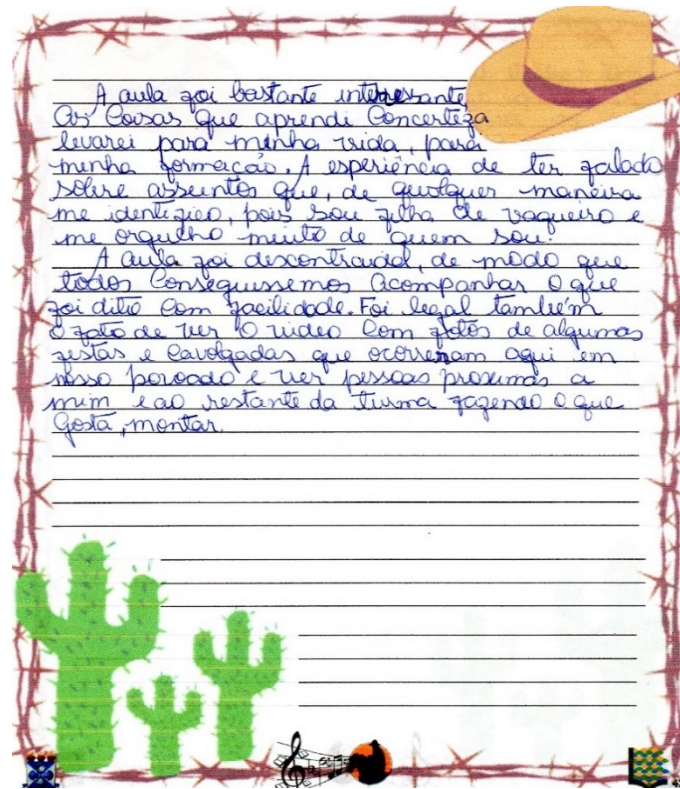 A aula foi bastante interessante,
As Coisas que aprendi Concerteza
levarei para minha vida, para
minha formação. A esperiência de ter falado
sobre assuntos que, de qualquer maneira
me identifico, pois sou filha de vaqueiro e
me orgulho muito de quem sou.
A aula foi descontraída, de modo que
todos Conseguissemos acompanhar o que
foi dito com facilidade. Foi legal também
o fato de ver o video com fotos de algumas
festas e cavalgadas que ocorreram aqui em
nosso povoado e ver pessoas proximas a
mim e ao restante da turma fazendo o que
Gosta, montar.